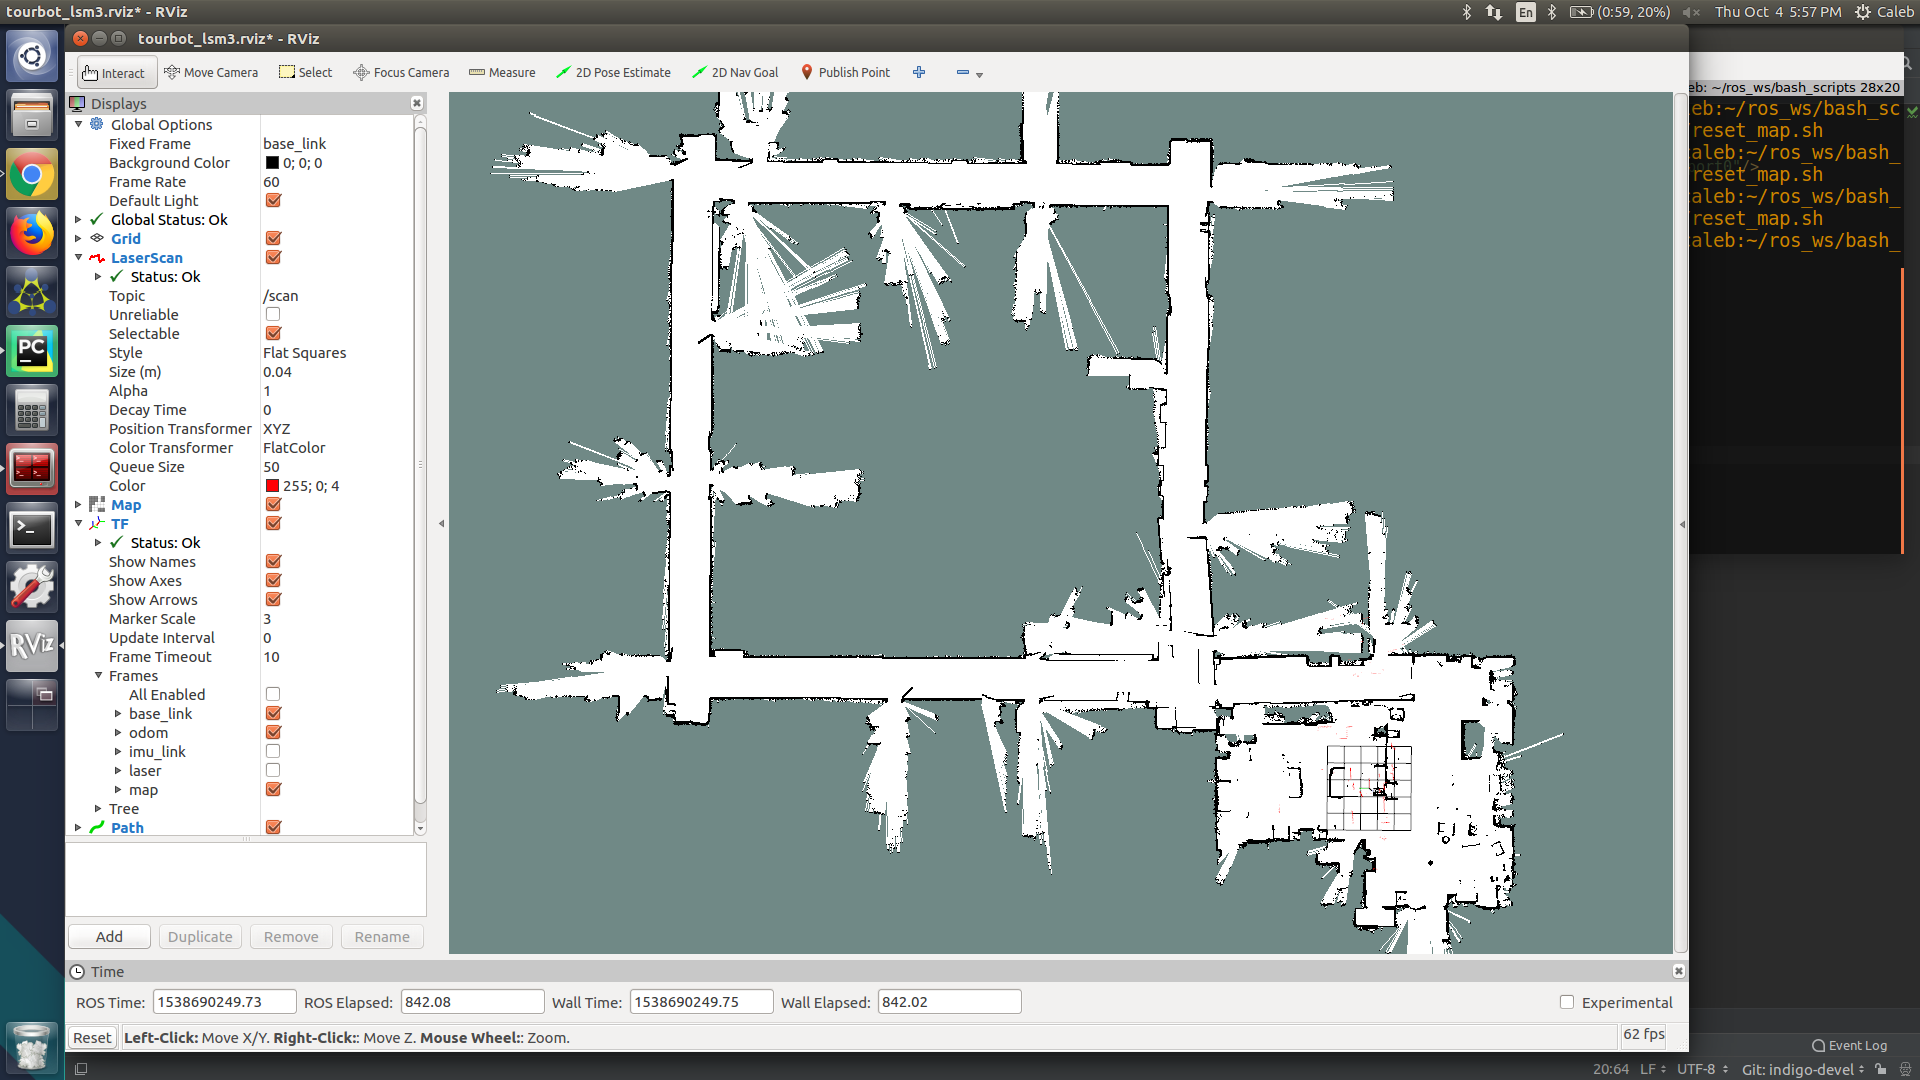 tourbot_lsm3.rviz* - RViz
En
(0:59, 20%)
Thu Oct 4 5:57 PM
Caleb
tourbot_lsm3.rviz* - RViz
Interact
Move Camera
Select
Focus Camera
Measure
2D Pose Estimate
2D Nav Goal
Publish Point
Displays
Global Options
Fixed Frame base_link
Background Color 0; 0; 0
Frame Rate 60
Default Light
Global Status: Ok
Grid
LaserScan
Status: Ok
Topic /scan
Unreliable
Selectable
Style Flat Squares
Size (m) 0.04
Alpha 1
Decay Time 0
Position Transformer XYZ
Color Transformer FlatColor
Queue Size 50
Color 255; 0; 4
Map
TF
Status: Ok
Show Names
Show Axes
Show Arrows
Marker Scale 3
Update Interval 0
Frame Timeout 10
Frames
All Enabled
base_link
odom
imu_link
laser
map
Tree
Path
Add
Duplicate
Remove
Rename
Time
ROS Time: 1538690249.73
ROS Elapsed: 842.08
Wall Time: 1538690249.75
Wall Elapsed: 842.02
Experimental
Reset
Left-Click: Move X/Y. Right-Click:: Move Z. Mouse Wheel:: Zoom.
62 fps
eb: ~/ros_ws/bash_scripts 28x20
leb:~/ros_ws/bash_sc
/reset_map.sh
caleb:~/ros_ws/bash_
/reset_map.sh
caleb:~/ros_ws/bash_
/reset_map.sh
caleb:~/ros_ws/bash_
PC
RViz
Event Log
20:64
LF
UTF-8
Git: indigo-devel